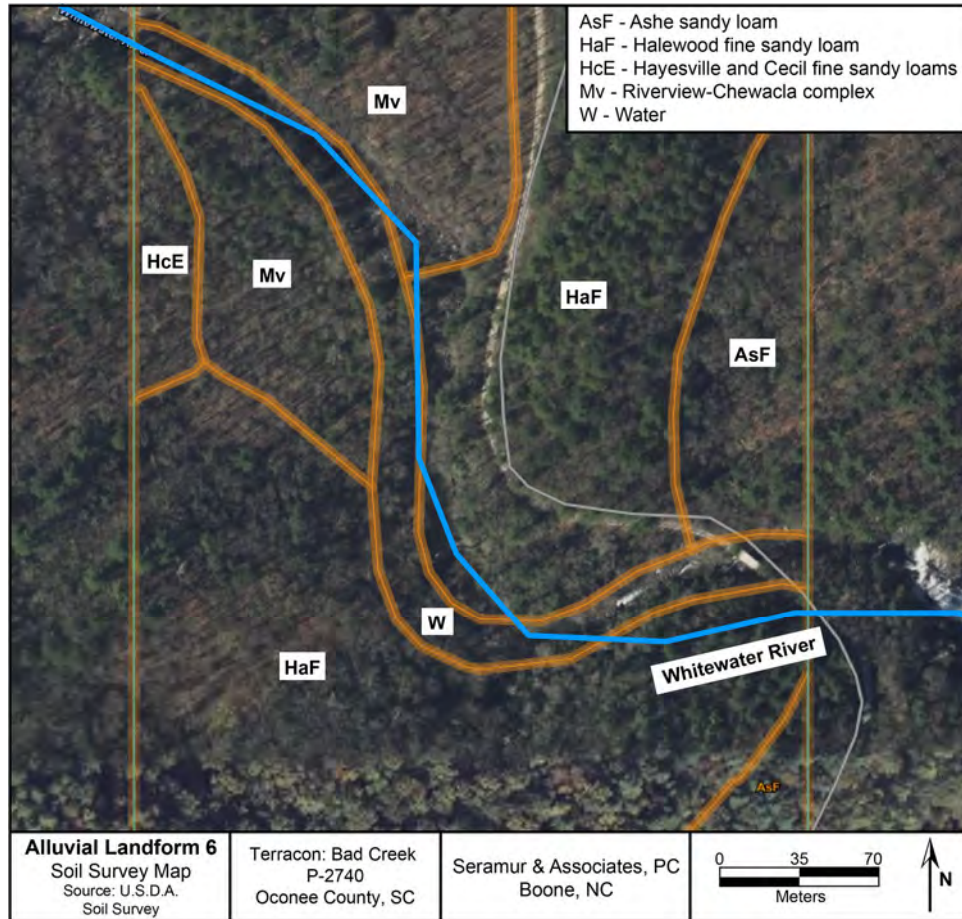 AsF - Ashe sandy loam
HaF - Halewood fine sandy loam
HcE - Hayesville and Cecil fine sandy loams
Mv - Riverview-Chewacla complex
W - Water
Whitewater River
Mv
HcE
Mv
HaF
AsF
W
HaF
Whitewater River
AsF
Alluvial Landform 6
Soil Survey Map
Source: U.S.D.A.
Soil Survey
Terracon: Bad Creek
P-2740
Oconee County, SC
Seramur & Associates, PC
Boone, NC
0 35 70
Meters
N